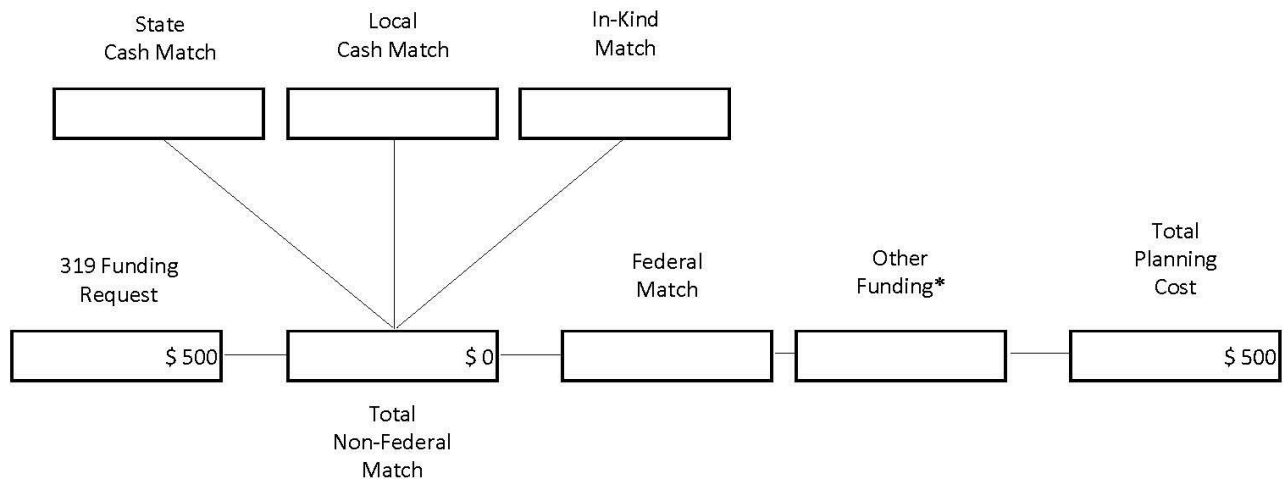 State
Cash Match
Local
Cash Match
In-Kind
Match
319 Funding
Request
Federal
Match
Other
Funding*
Total
Planning
Cost
$ 500
$ 0
$ 500
Total
Non-Federal
Match